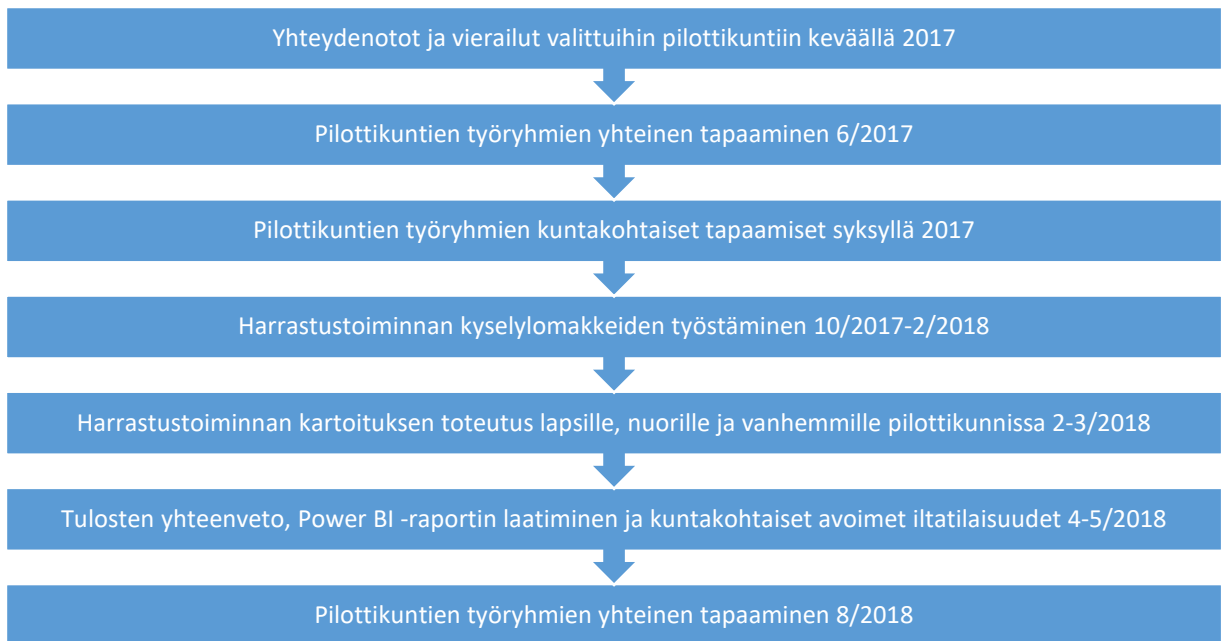 Yhteydenotot ja vierailut valittuihin pilottikuntiin keväällä 2017
Pilottikuntien työryhmien yhteinen tapaaminen 6/2017
Pilottikuntien työryhmien kuntakohtaiset tapaamiset syksyllä 2017
Harrastustoiminnan kyselylomakkeiden työstäminen 10/2017-2/2018
Harrastustoiminnan kartoituksen toteutus lapsille, nuorille ja vanhemmille pilottikunnissa 2-3/2018
Tulosten yhteenveto, Power BI -raportin laatiminen ja kuntakohtaiset avoimet iltatilaisuudet 4-5/2018
Pilottikuntien työryhmien yhteinen tapaaminen 8/2018